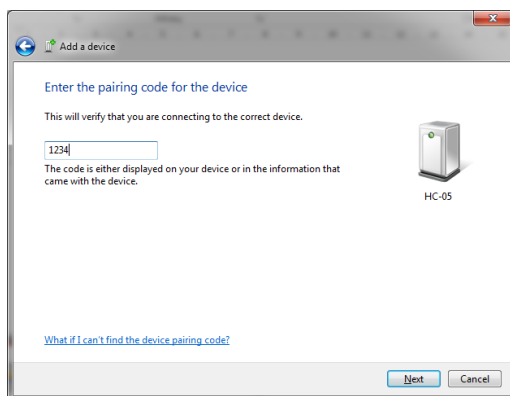 Add a device
Enter the pairing code for the device
This will verify that you are connecting to the correct device.
1234
The code is either displayed on your device or in the information that
came with the device.
HC-05
What if I can't find the device pairing code?
Next
Cancel